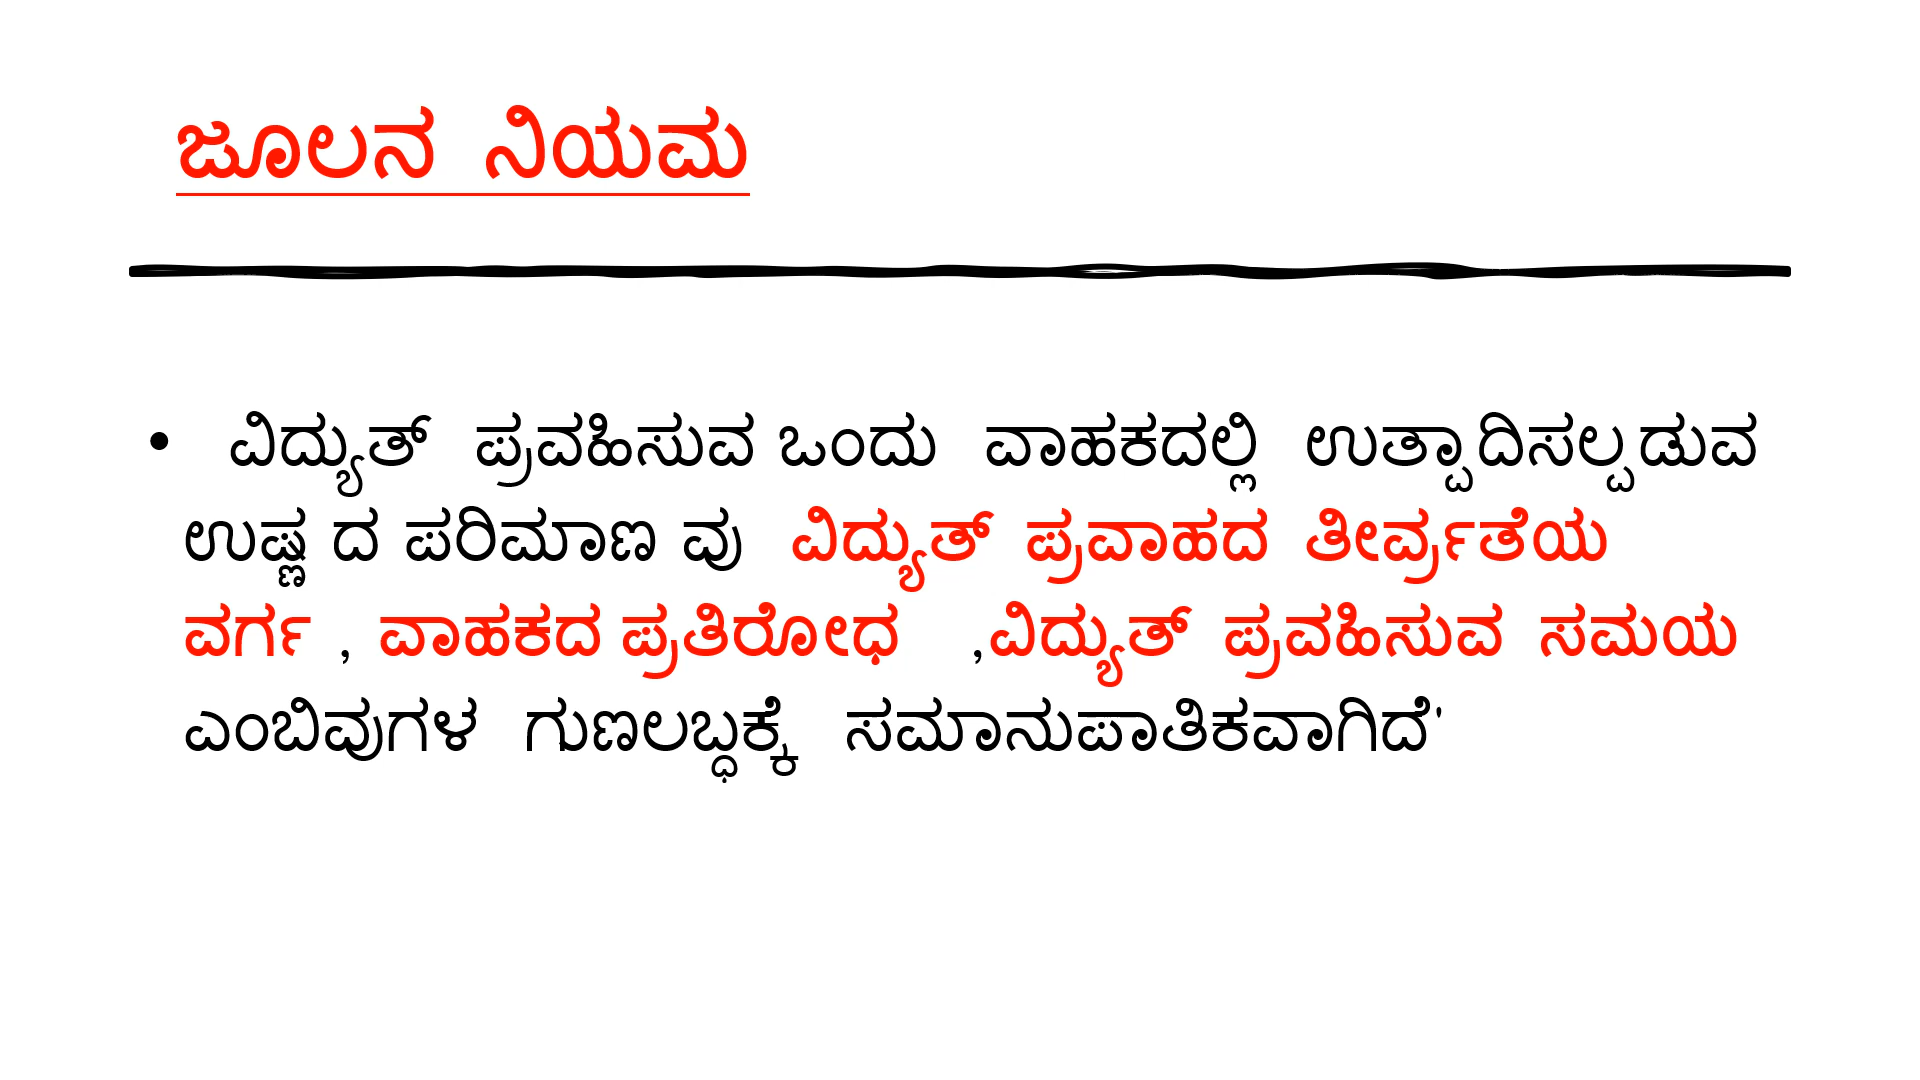 ಜೂಲನ ನಿಯಮ
• ವಿದ್ಯುತ್ ಪ್ರವಹಿಸುವ ಒಂದು ವಾಹಕದಲ್ಲಿ ಉತ್ಪಾದಿಸಲ್ಪಡುವ
ಉಷ್ಣ ದ ಪರಿಮಾಣ ವು ವಿದ್ಯುತ್ ಪ್ರವಾಹದ ತೀರ್ವ್ರತೆಯ
ವರ್ಗ , ವಾಹಕದ ಪ್ರತಿರೋಧ ,ವಿದ್ಯುತ್ ಪ್ರವಹಿಸುವ ಸಮಯ
ಎಂಬಿವುಗಳ ಗುಣಲಬ್ಧಕ್ಕೆ ಸಮಾನುಪಾತಿಕವಾಗಿದೆ'